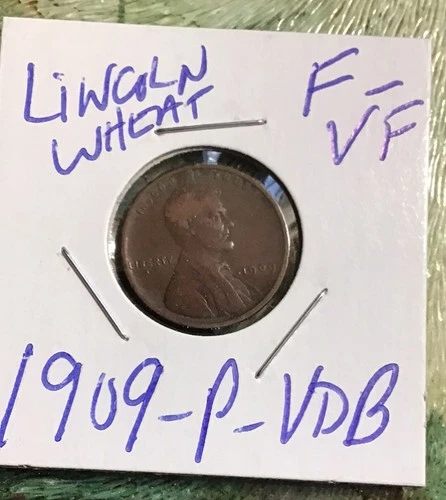 LINCOLN
WHEAT
F-
VF
LIBERTY
1909
1909-P-VDB